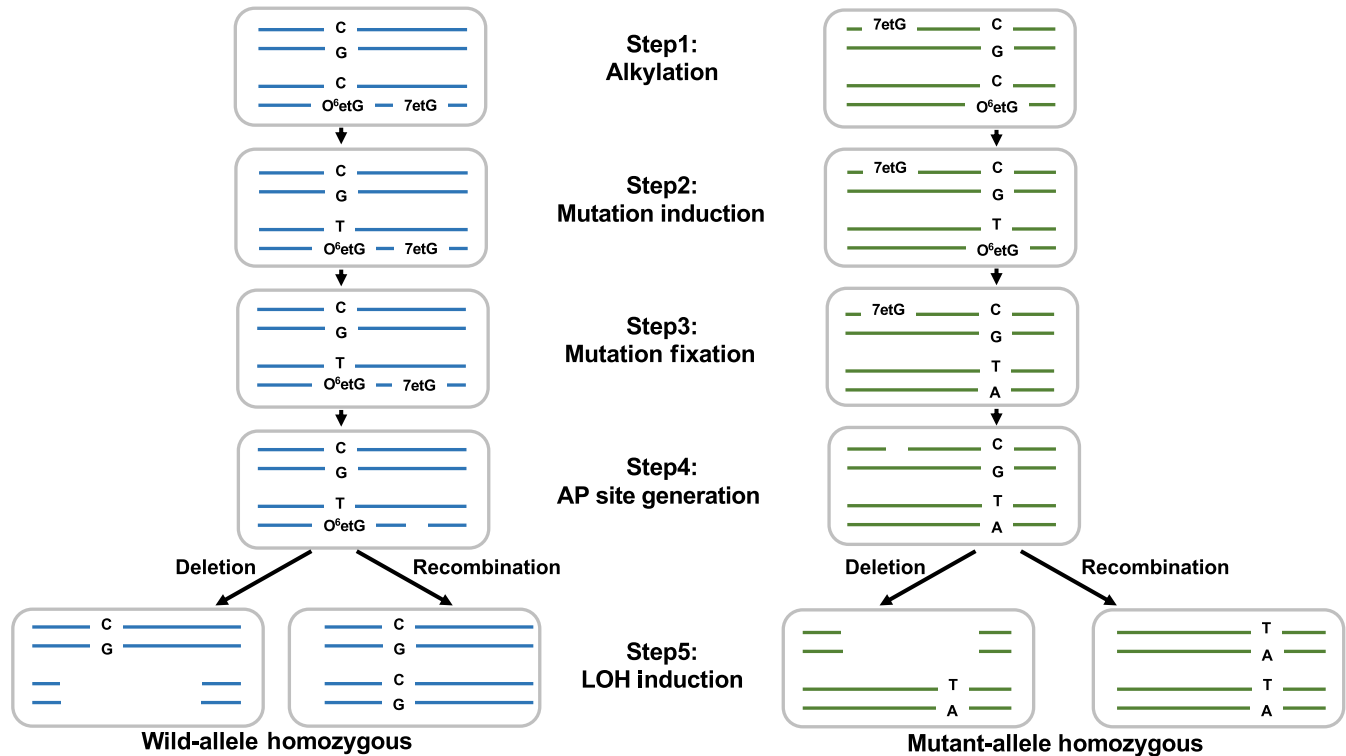 C
G
C
O⁶etG 7etG
Step1:
Alkylation
7etG C
G
C
O⁶etG
C
G
T
O⁶etG 7etG
Step2:
Mutation induction
7etG C
G
T
O⁶etG
C
G
T
O⁶etG 7etG
Step3:
Mutation fixation
7etG C
G
T
A
C
G
T
O⁶etG
Step4:
AP site generation
C
G
T
A
Deletion
Recombination
Deletion
Recombination
C
G
C
G
C
G
Step5:
LOH induction
T
A
T
A
T
A
Wild-allele homozygous
Mutant-allele homozygous